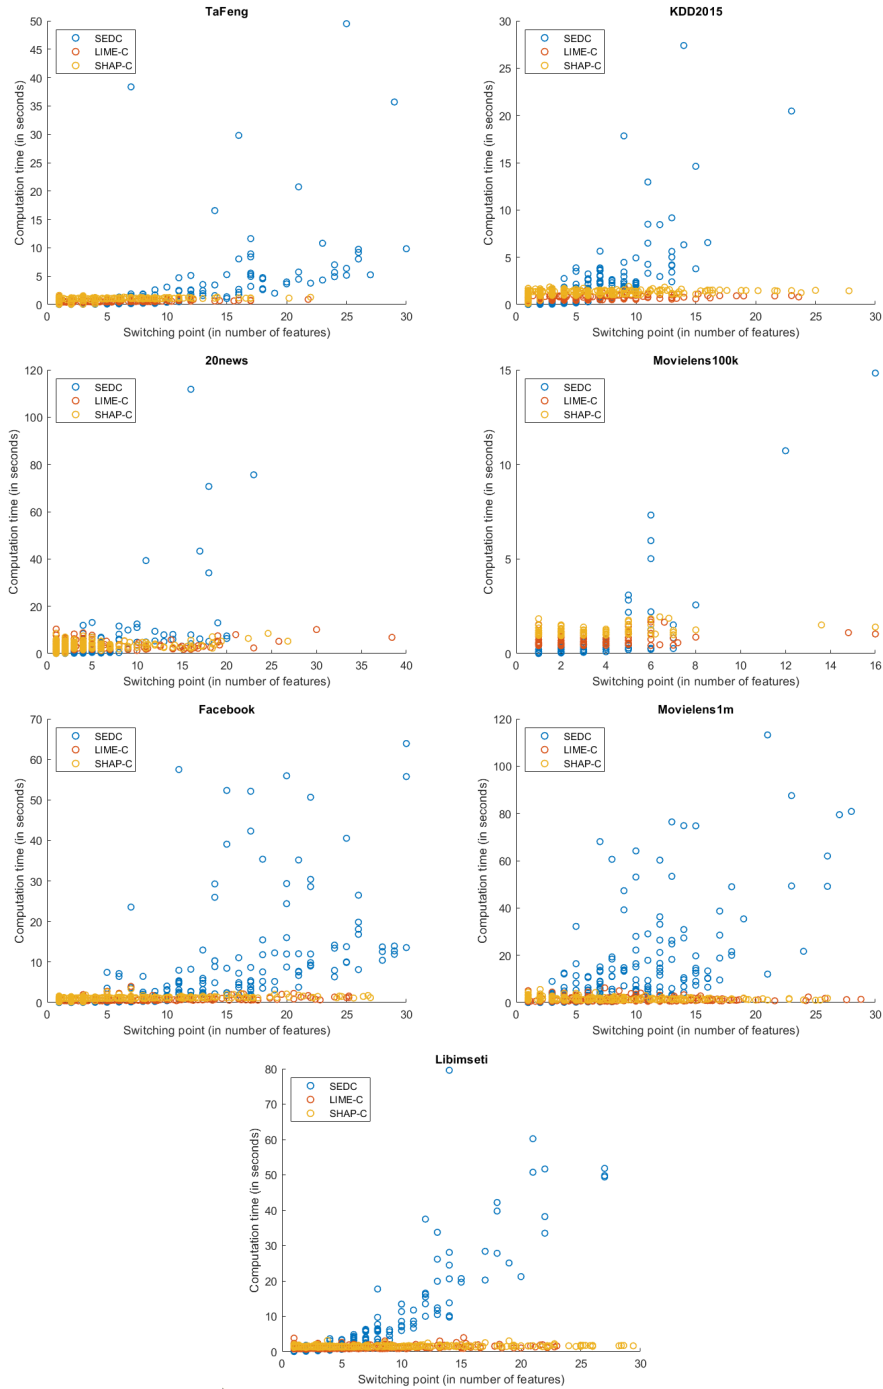 TaFeng
Computation time (in seconds)
50
45
40
35
30
25
20
15
10
5
0
SEDC
LIME-C
SHAP-C
0 5 10 15 20 25 30
Switching point (in number of features)
KDD2015
Computation time (in seconds)
30
25
20
15
10
5
0
SEDC
LIME-C
SHAP-C
0 5 10 15 20 25 30
Switching point (in number of features)
20news
Computation time (in seconds)
120
100
80
60
40
20
0
SEDC
LIME-C
SHAP-C
0 5 10 15 20 25 30 35 40
Switching point (in number of features)
Movielens100k
Computation time (in seconds)
15
10
5
0
SEDC
LIME-C
SHAP-C
0 2 4 6 8 10 12 14 16
Switching point (in number of features)
Facebook
Computation time (in seconds)
70
60
50
40
30
20
10
0
SEDC
LIME-C
SHAP-C
0 5 10 15 20 25 30
Switching point (in number of features)
Movielens1m
Computation time (in seconds)
120
100
80
60
40
20
0
SEDC
LIME-C
SHAP-C
0 5 10 15 20 25 30
Switching point (in number of features)
Libimseti
Computation time (in seconds)
80
70
60
50
40
30
20
10
0
SEDC
LIME-C
SHAP-C
0 5 10 15 20 25 30
Switching point (in number of features)